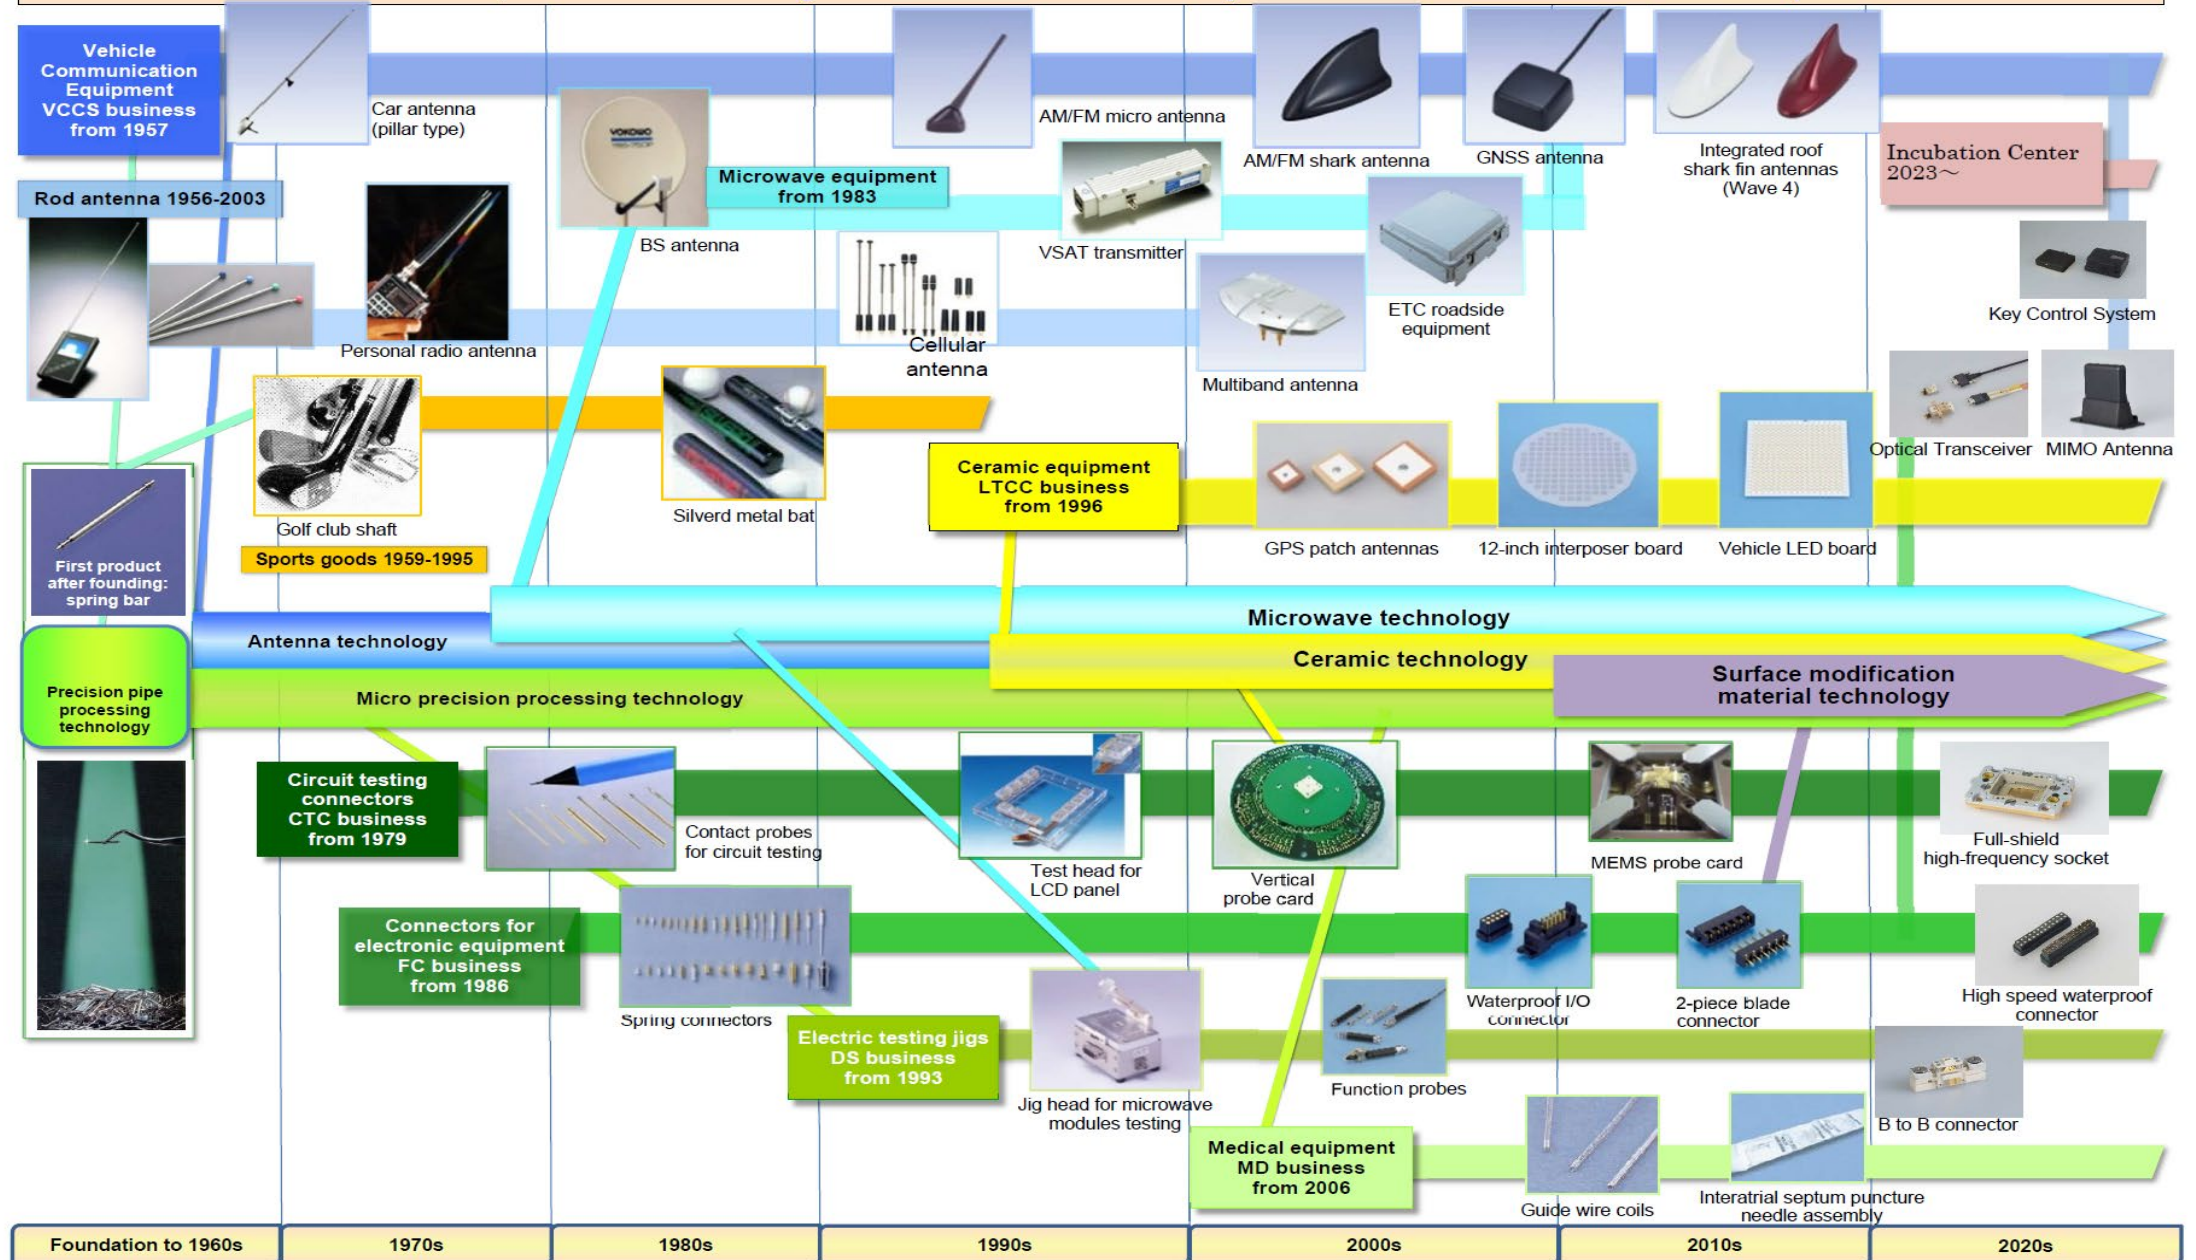 Vehicle
Communication
Equipment
VCCS business
from 1957
Car antenna
(pillar type)
AM/FM micro antenna
AM/FM shark antenna
GNSS antenna
Integrated roof
shark fin antennas
(Wave 4)
Incubation Center
2023～
Rod antenna 1956-2003
YOKOWO
Microwave equipment
from 1983
BS antenna
VSAT transmitter
ETC roadside
equipment
Key Control System
Personal radio antenna
Cellular
antenna
Multiband antenna
Optical Transceiver
MIMO Antenna
Golf club shaft
Sports goods 1959-1995
Silverd metal bat
Ceramic equipment
LTCC business
from 1996
GPS patch antennas
12-inch interposer board
Vehicle LED board
First product
after founding:
spring bar
Microwave technology
Antenna technology
Ceramic technology
Surface modification
material technology
Micro precision processing technology
Precision pipe
processing
technology
Circuit testing
connectors
CTC business
from 1979
Contact probes
for circuit testing
Test head for
LCD panel
Vertical
probe card
MEMS probe card
Full-shield
high-frequency socket
Connectors for
electronic equipment
FC business
from 1986
Spring connectors
Waterproof I/O
connector
2-piece blade
connector
High speed waterproof
connector
Electric testing jigs
DS business
from 1993
Jig head for microwave
modules testing
Function probes
B to B connector
Medical equipment
MD business
from 2006
Guide wire coils
Interatrial septum puncture
needle assembly
Foundation to 1960s
1970s
1980s
1990s
2000s
2010s
2020s